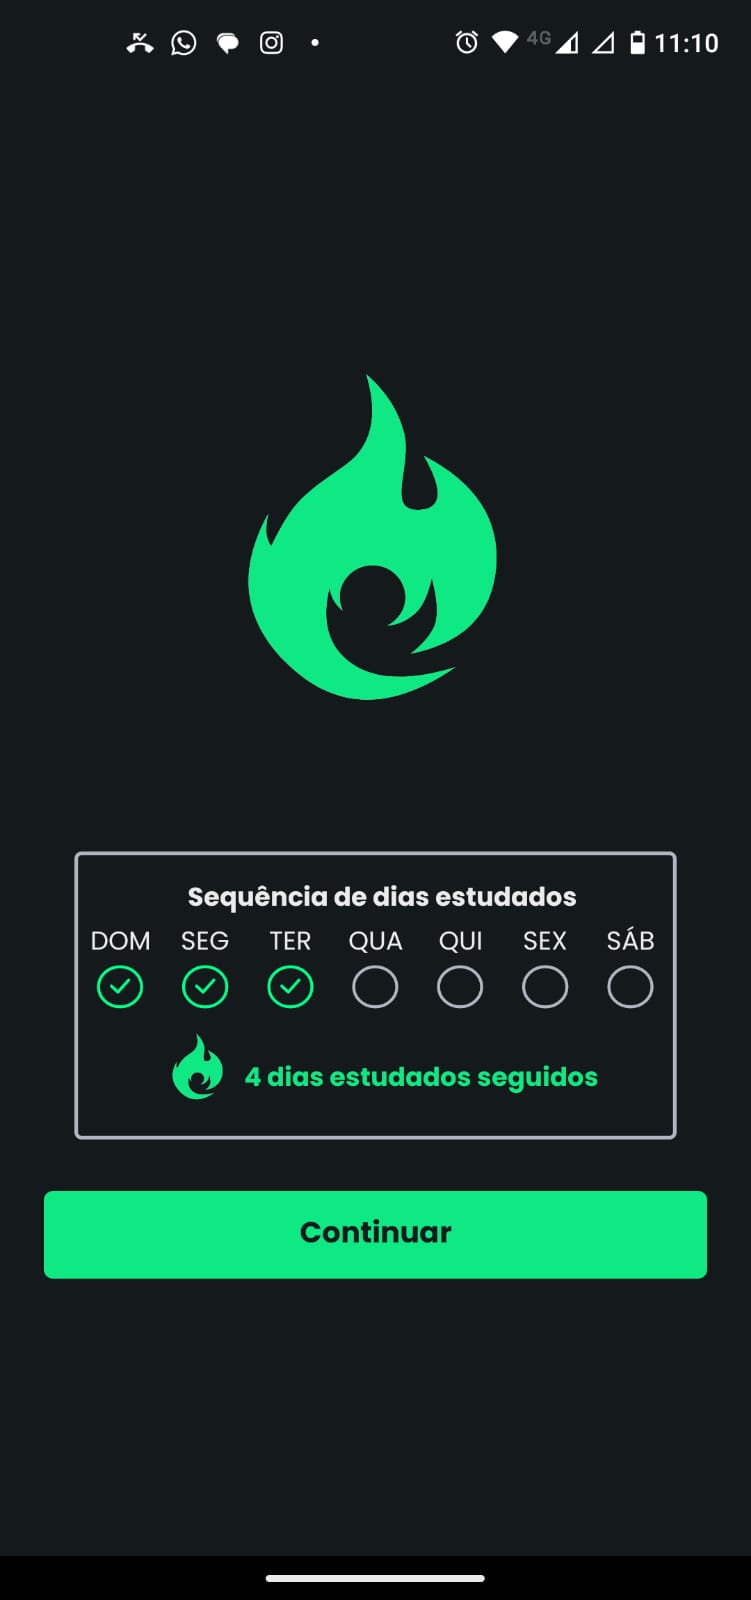 4G 11:10
Sequência de dias estudados
DOM SEG TER QUA QUI SEX SÁB
4 dias estudados seguidos
Continuar